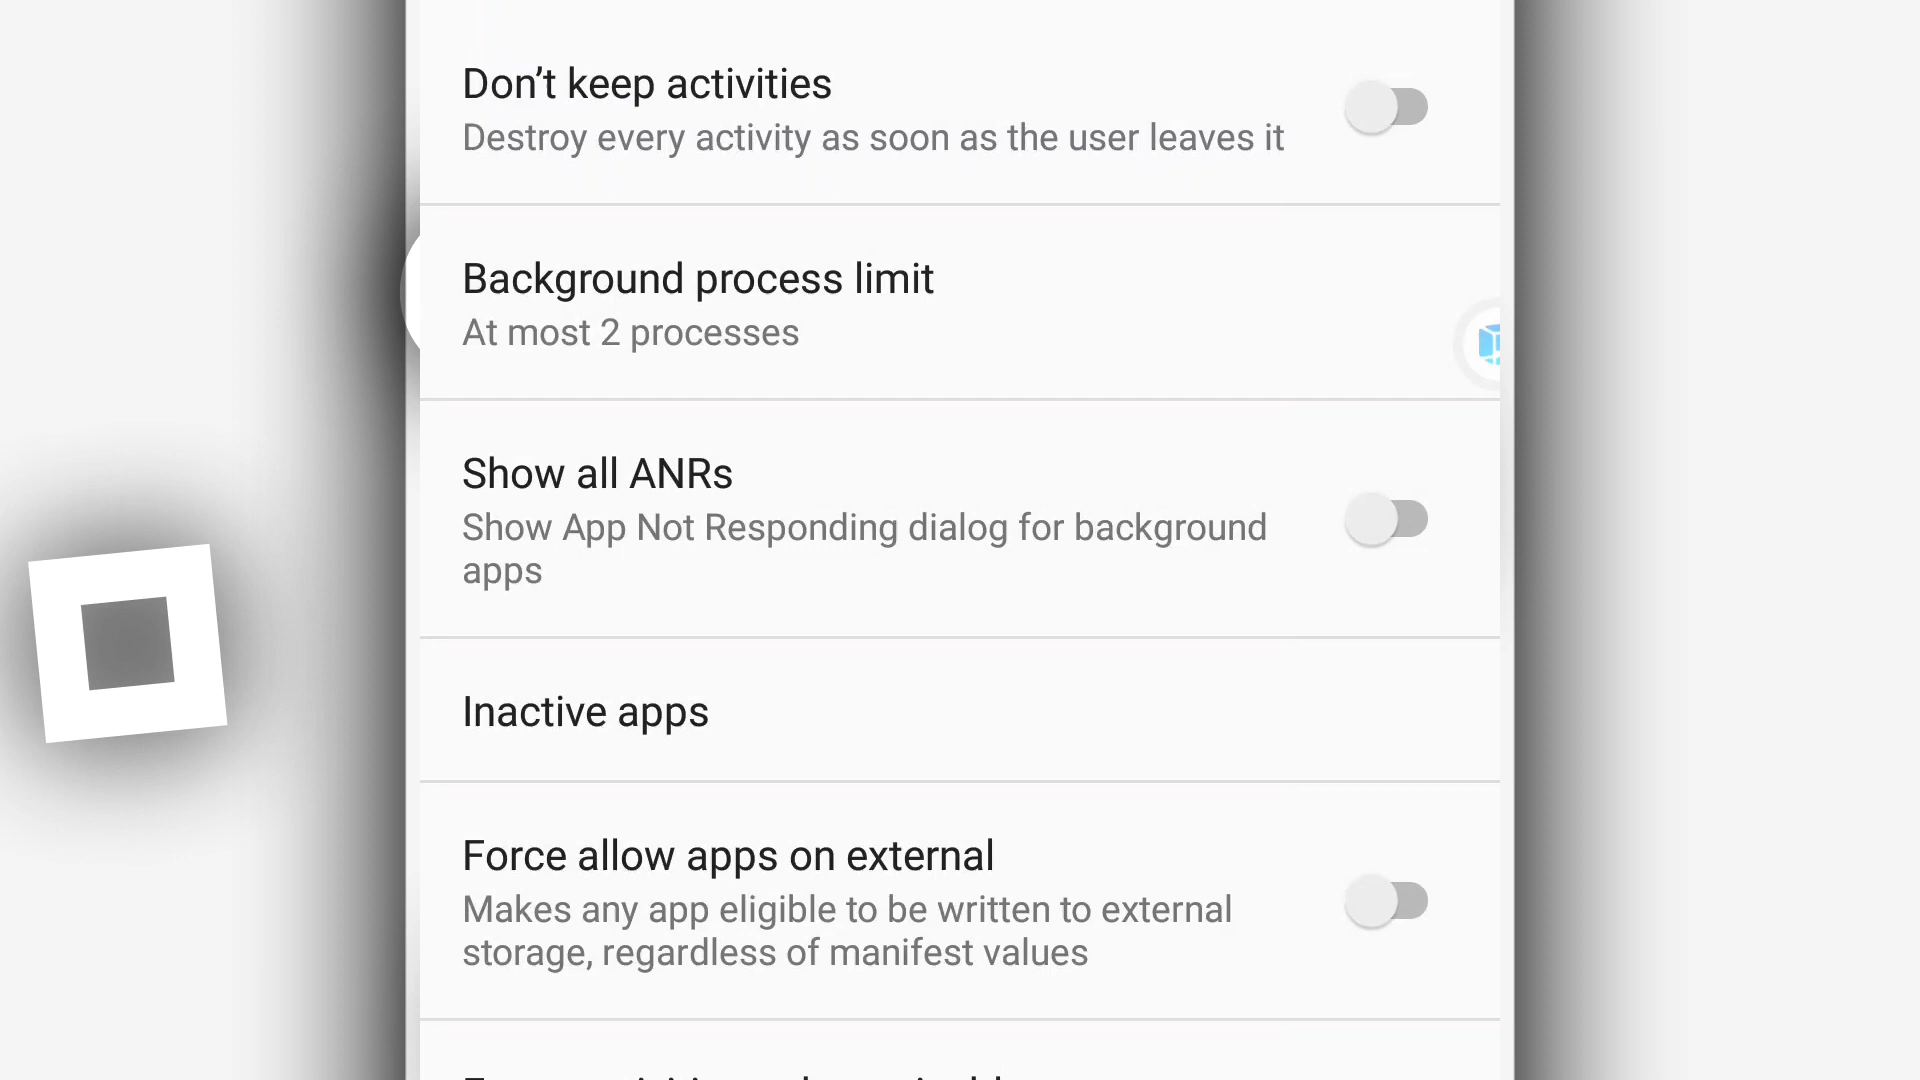 Don’t keep activities
Destroy every activity as soon as the user leaves it
Background process limit
At most 2 processes
Show all ANRs
Show App Not Responding dialog for background
apps
Inactive apps
Force allow apps on external
Makes any app eligible to be written to external
storage, regardless of manifest values